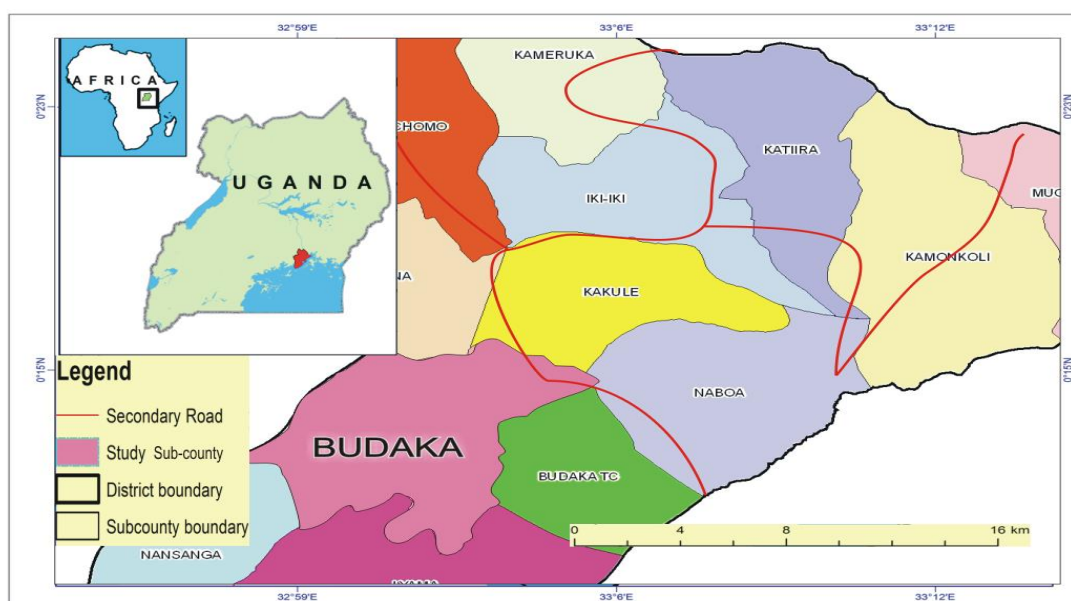 32°59'E
33°6'E
33°12'E
AFRICA
UGANDA
KAMERUKA
0°23'N
0°23'N
CHOMO
KATIIRA
IKI-IKI
MUG
KAMONKOLI
NA
KAKULE
0°15'N
0°15'N
Legend
Secondary Road
Study Sub-county
District boundary
Subcounty boundary
NABOA
BUDAKA
BUDAKA TC
0 4 8 16 km
NANSANGA
32°59'E
33°6'E
33°12'E